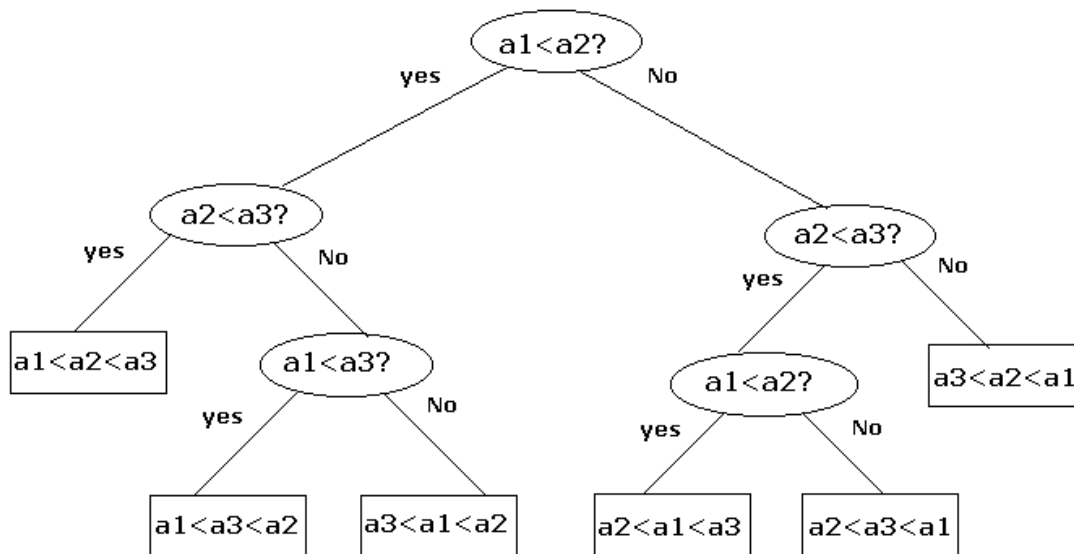 a1<a2?
yes
No
a2<a3?
a2<a3?
yes
No
yes
No
a1<a2<a3
a1<a3?
a1<a2?
a3<a2<a1
yes
No
yes
No
a1<a3<a2
a3<a1<a2
a2<a1<a3
a2<a3<a1